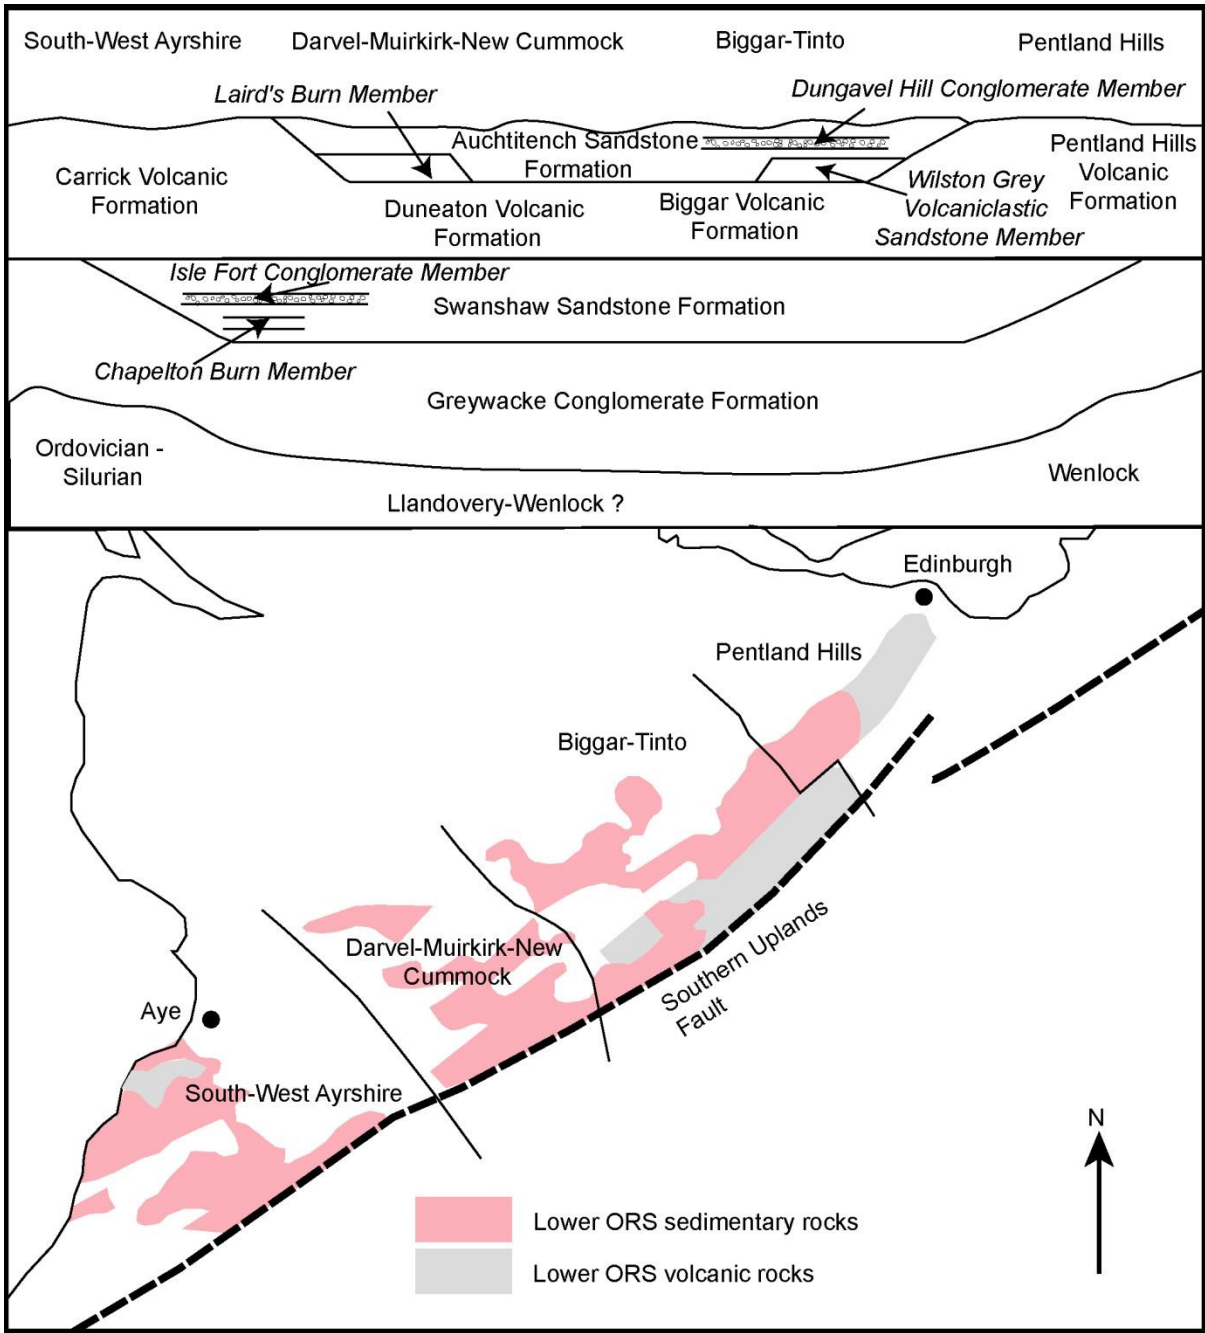 South-West Ayrshire
Darvel-Muirkirk-New Cummock
Biggar-Tinto
Pentland Hills
Laird's Burn Member
Dungavel Hill Conglomerate Member
Carrick Volcanic
Formation
Auchtitench Sandstone
Formation
Pentland Hills
Volcanic
Formation
Duneaton Volcanic
Formation
Biggar Volcanic
Formation
Wilston Grey
Volcaniclastic
Sandstone Member
Isle Fort Conglomerate Member
Swanshaw Sandstone Formation
Chapelton Burn Member
Greywacke Conglomerate Formation
Ordovician -
Silurian
Llandovery-Wenlock ?
Wenlock
Edinburgh
Pentland Hills
Biggar-Tinto
Darvel-Muirkirk-New
Cummock
Southern Uplands
Fault
Aye
South-West Ayrshire
N
Lower ORS sedimentary rocks
Lower ORS volcanic rocks